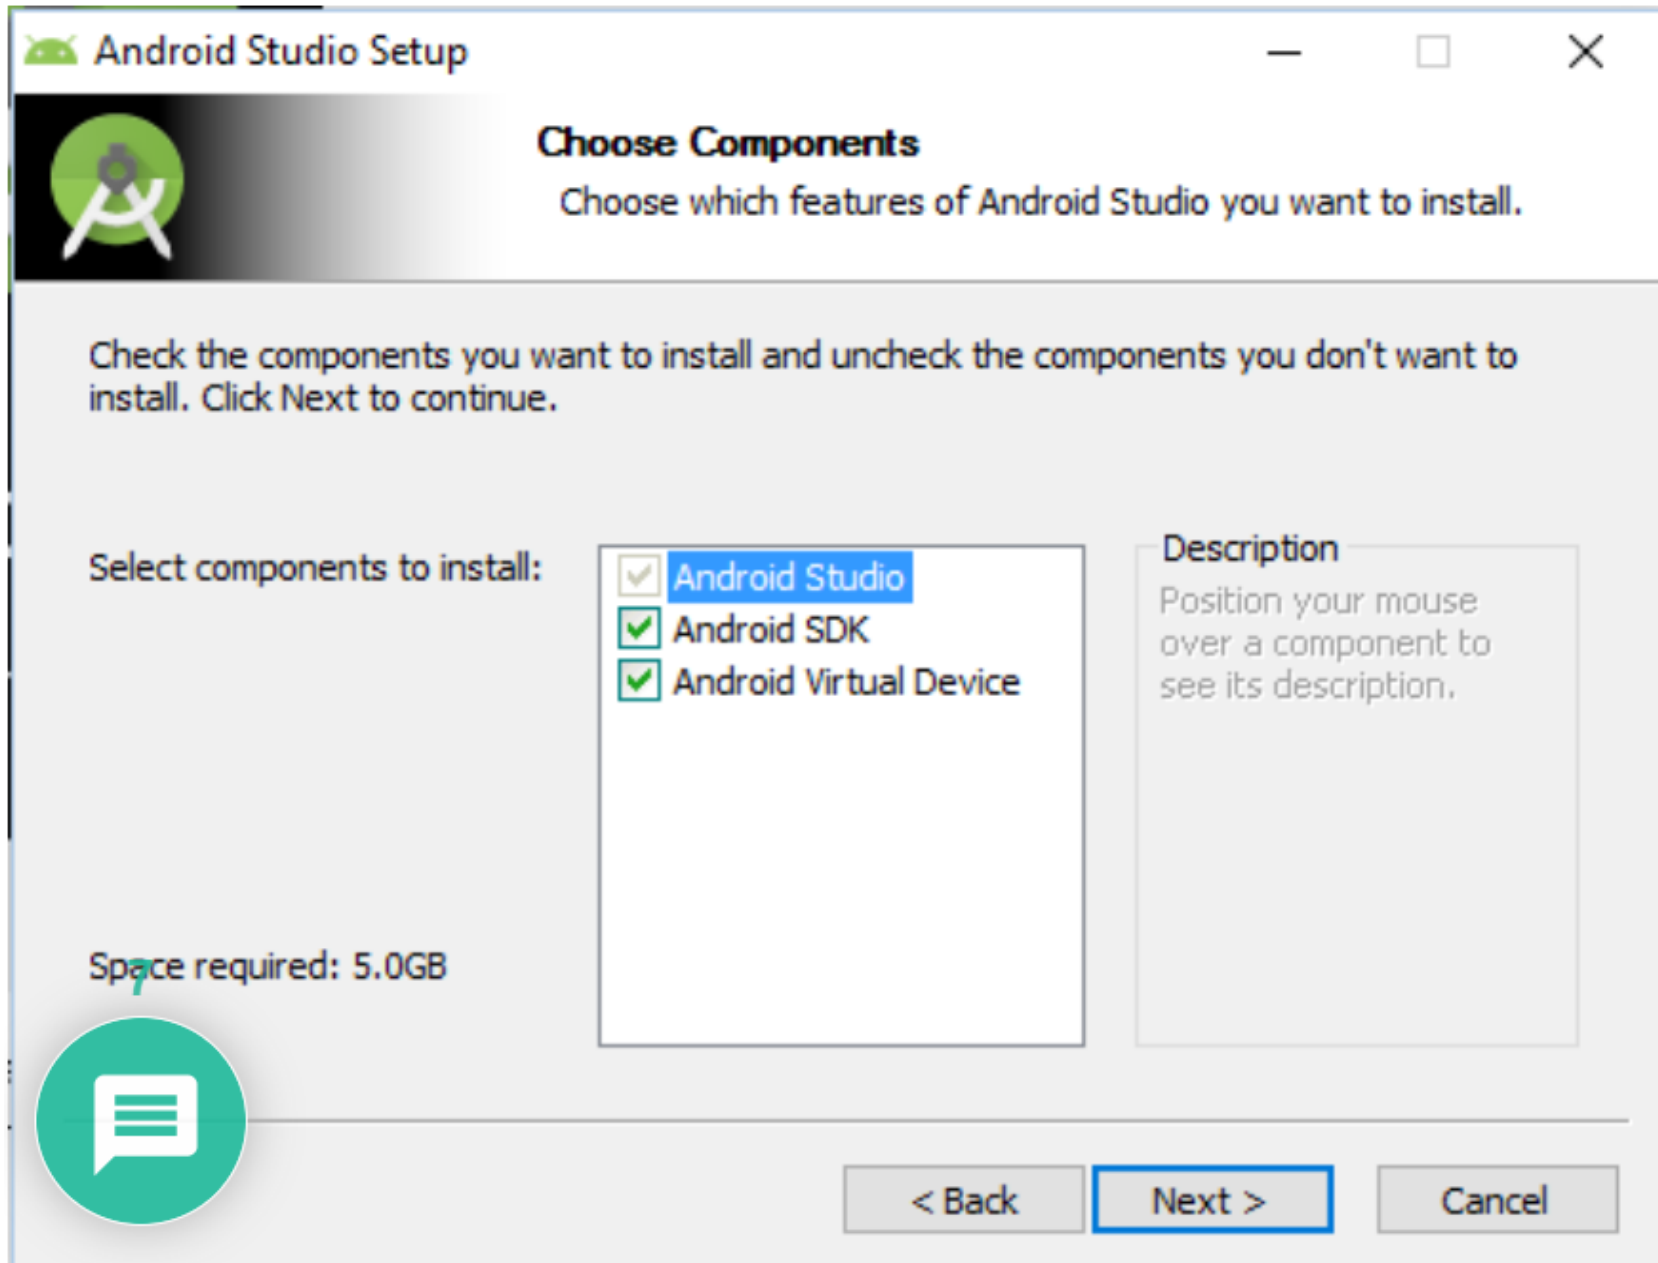 Android Studio Setup
Choose Components
Choose which features of Android Studio you want to install.
Check the components you want to install and uncheck the components you don't want to
install. Click Next to continue.
Select components to install:
Android Studio
Android SDK
Android Virtual Device
Description
Position your mouse
over a component to
see its description.
Space required: 5.0GB
7
< Back
Next >
Cancel